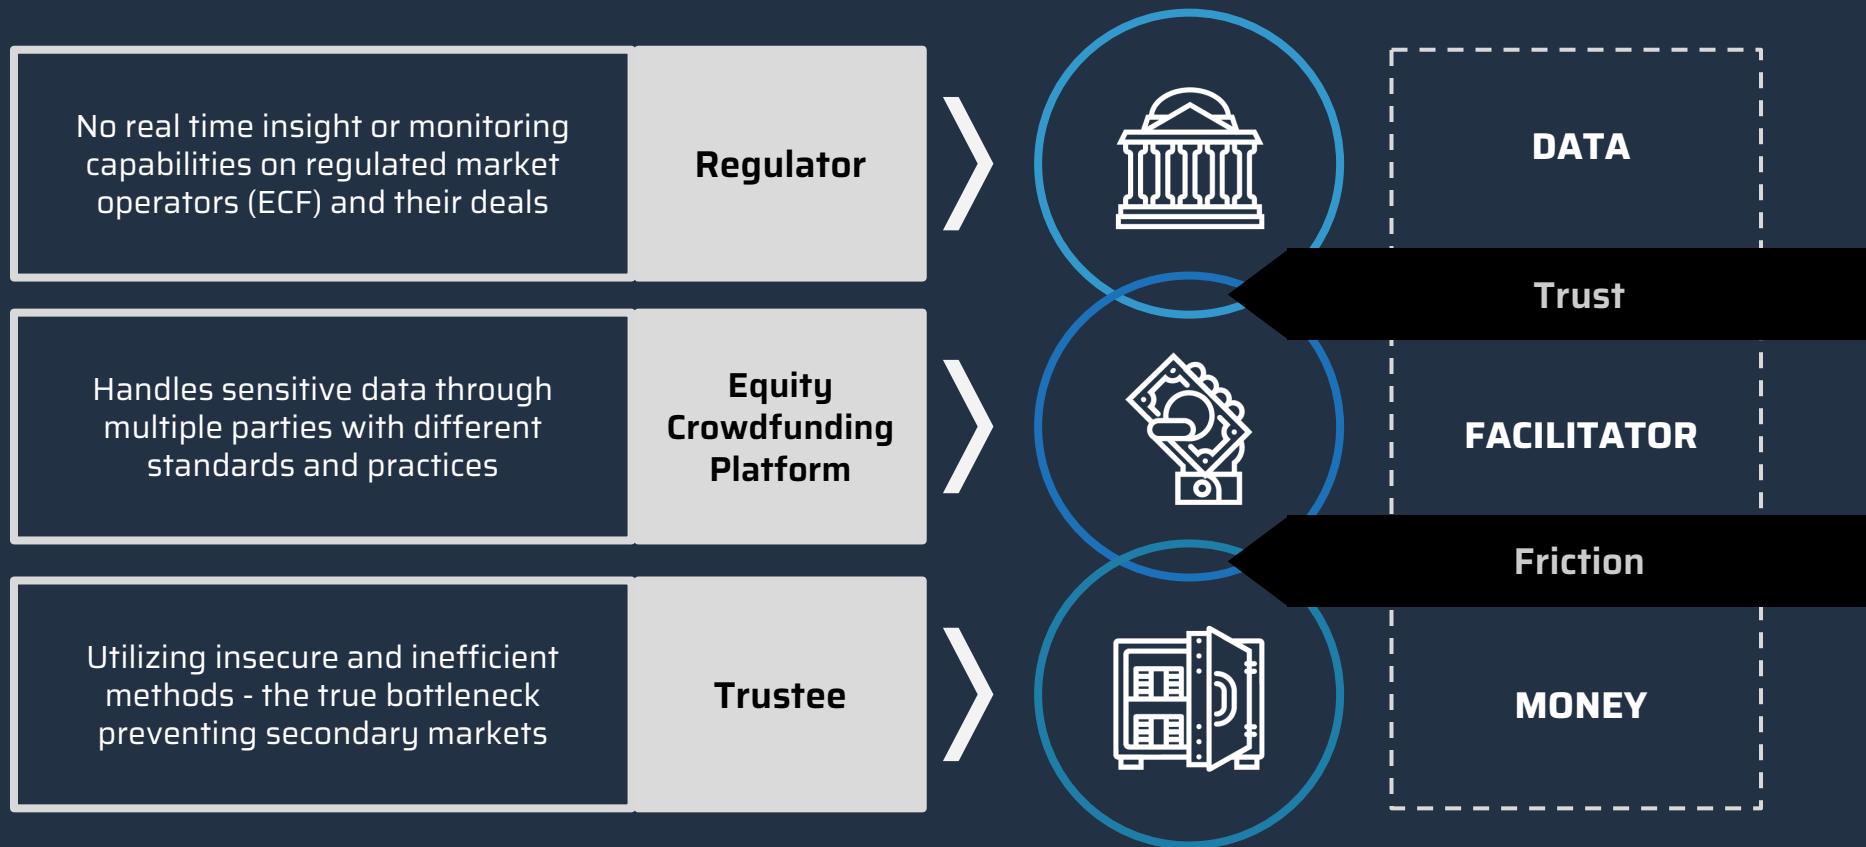 No real time insight or monitoring
capabilities on regulated market
operators (ECF) and their deals
Regulator
DATA
Trust
Handles sensitive data through
multiple parties with different
standards and practices
Equity
Crowdfunding
Platform
FACILITATOR
Friction
Utilizing insecure and inefficient
methods - the true bottleneck
preventing secondary markets
Trustee
MONEY